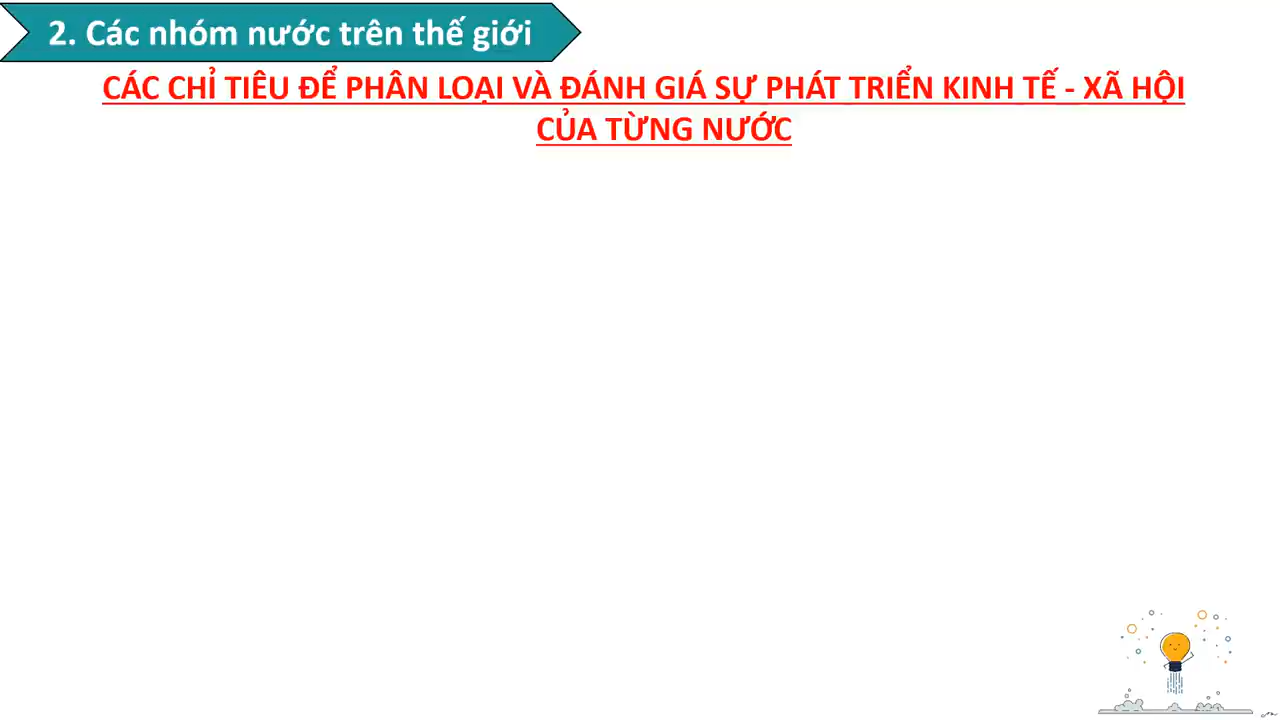 2. Các nhóm nước trên thế giới
CÁC CHỈ TIÊU ĐỂ PHÂN LOẠI VÀ ĐÁNH GIÁ SỰ PHÁT TRIỂN KINH TẾ - XÃ HỘI
CỦA TỪNG NƯỚC